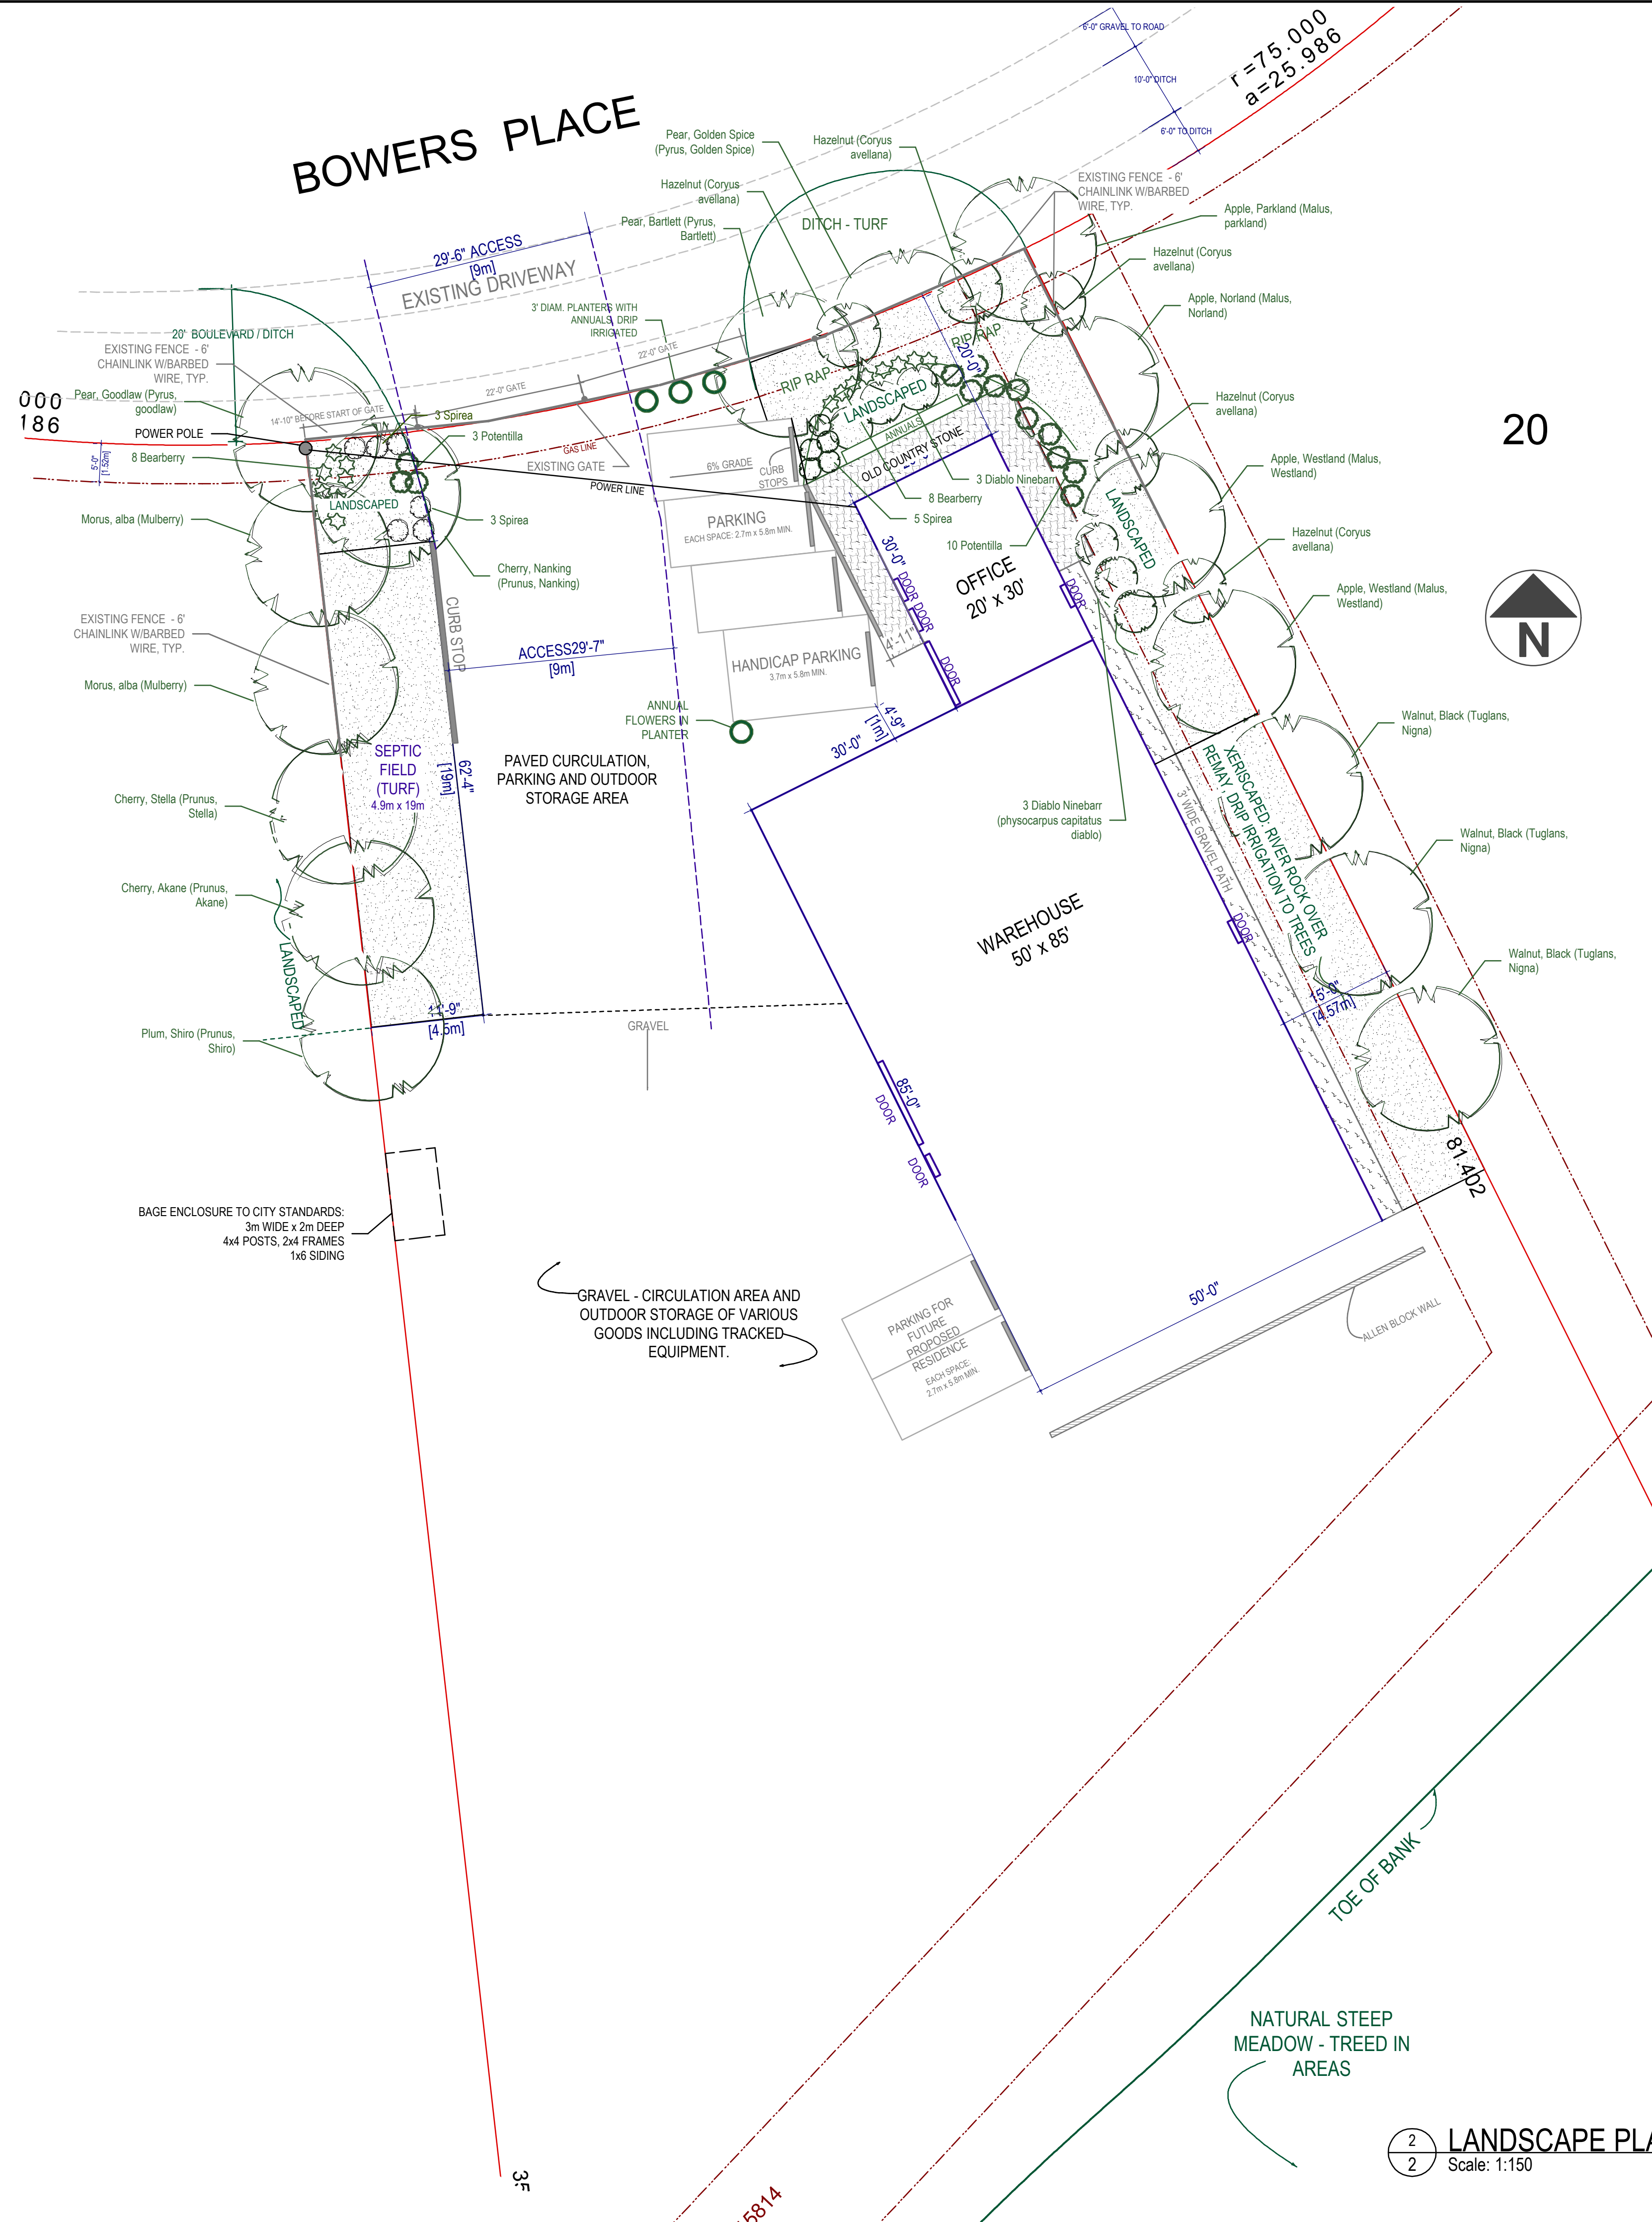 6'-0" GRAVEL TO ROAD
10'-0" DITCH
6'-0" TO DITCH
r =75.000
a=25.986
BOWERS PLACE
Pear, Golden Spice
(Pyrus, Golden Spice)
Hazelnut (Coryus
avellana)
Hazelnut (Coryus
avellana)
Pear, Bartlett (Pyrus,
Bartlett)
DITCH - TURF
EXISTING FENCE - 6'
CHAINLINK W/BARBED
WIRE, TYP.
Apple, Parkland (Malus,
parkland)
Hazelnut (Coryus
avellana)
Apple, Norland (Malus,
Norland)
29'-6" ACCESS
[9m]
EXISTING DRIVEWAY
3' DIAM. PLANTERS WITH
ANNUALS, DRIP
IRRIGATED
22'-0" GATE
22'-0" GATE
20' BOULEVARD / DITCH
EXISTING FENCE - 6'
CHAINLINK W/BARBED
WIRE, TYP.
Pear, Goodlaw (Pyrus,
goodlaw)
000
186
14'-10" BEFORE START OF GATE
POWER POLE
5'-0"
[1.52m]
8 Bearberry
3 Spirea
3 Potentilla
GAS LINE
EXISTING GATE
POWER LINE
LANDSCAPED
Morus, alba (Mulberry)
3 Spirea
Cherry, Nanking
(Prunus, Nanking)
RIP RAP
RIP RAP
20'-0"
LANDSCAPED
ANNUALS
OLD COUNTRY STONE
6% GRADE
CURB
STOPS
3 Diablo Ninebarr
8 Bearberry
5 Spirea
10 Potentilla
PARKING
EACH SPACE: 2.7m x 5.8m MIN.
30'-0"
DOOR
DOOR
OFFICE
20' x 30'
DOOR
LANDSCAPED
Hazelnut (Coryus
avellana)
20
Apple, Westland (Malus,
Westland)
Hazelnut (Coryus
avellana)
Apple, Westland (Malus,
Westland)
N
EXISTING FENCE - 6'
CHAINLINK W/BARBED
WIRE, TYP.
CURB STOP
ACCESS29'-7"
[9m]
HANDICAP PARKING
3.7m x 5.8m MIN.
4'-11"
DOOR
Morus, alba (Mulberry)
ANNUAL
FLOWERS IN
PLANTER
4'-9"
[1m]
30'-0"
Walnut, Black (Tuglans,
Nigna)
SEPTIC
FIELD
(TURF)
4.9m x 19m
62'-4"
[19m]
PAVED CURCULATION,
PARKING AND OUTDOOR
STORAGE AREA
Cherry, Stella (Prunus,
Stella)
3 Diablo Ninebarr
(physocarpus capitatus
diablo)
3' WIDE GRAVEL PATH
XERISCAPED: RIVER ROCK OVER
REMAY, DRIP IRRIGATION TO TREES
Walnut, Black (Tuglans,
Nigna)
Cherry, Akane (Prunus,
Akane)
LANDSCAPED
WAREHOUSE
50' x 85'
DOOR
Walnut, Black (Tuglans,
Nigna)
15'-0"
[4.57m]
[4.5m]
GRAVEL
Plum, Shiro (Prunus,
Shiro)
85'-0"
DOOR
DOOR
81.402
BAGE ENCLOSURE TO CITY STANDARDS:
3m WIDE x 2m DEEP
4x4 POSTS, 2x4 FRAMES
1x6 SIDING
GRAVEL - CIRCULATION AREA AND
OUTDOOR STORAGE OF VARIOUS
GOODS INCLUDING TRACKED
EQUIPMENT.
PARKING FOR
FUTURE
PROPOSED
RESIDENCE
EACH SPACE:
2.7m x 5.8m MIN.
50'-0"
ALLEN BLOCK WALL
TOE OF BANK
NATURAL STEEP
MEADOW - TREED IN
AREAS
2
2
LANDSCAPE PLA
Scale: 1:150
5814